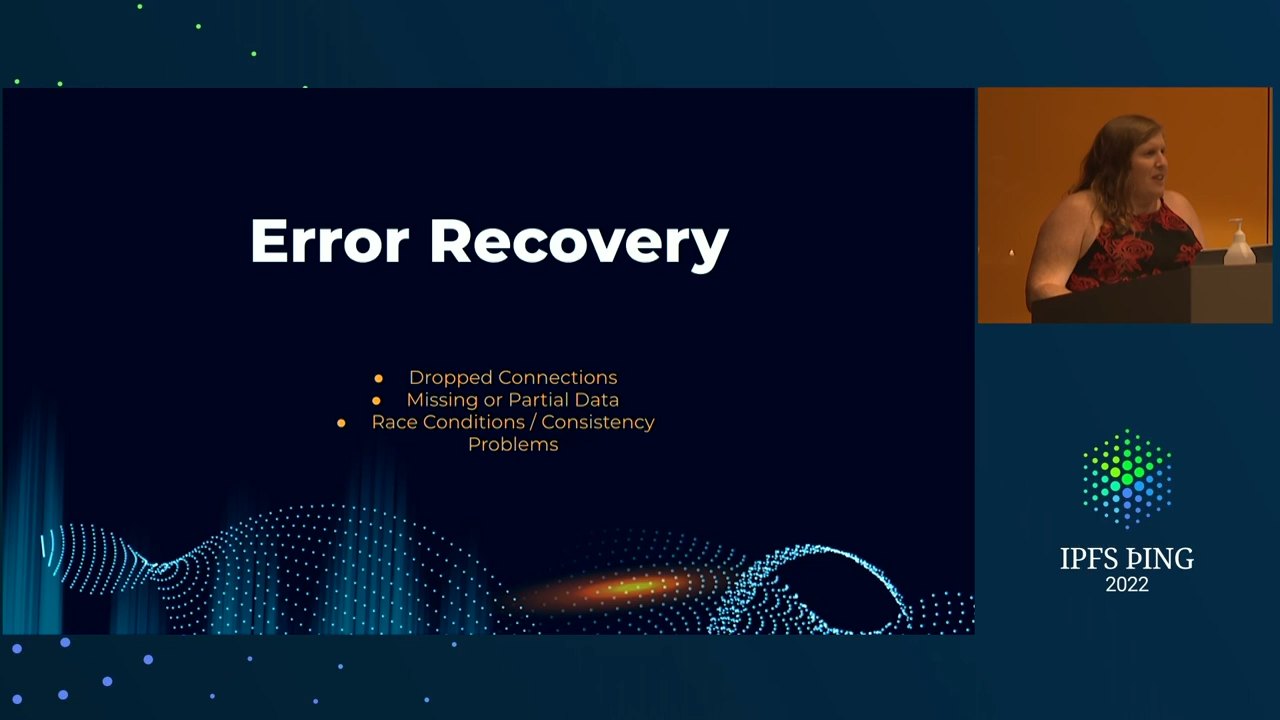 Error Recovery
● Dropped Connections
● Missing or Partial Data
● Race Conditions / Consistency
Problems
IPFS ÞING
2022